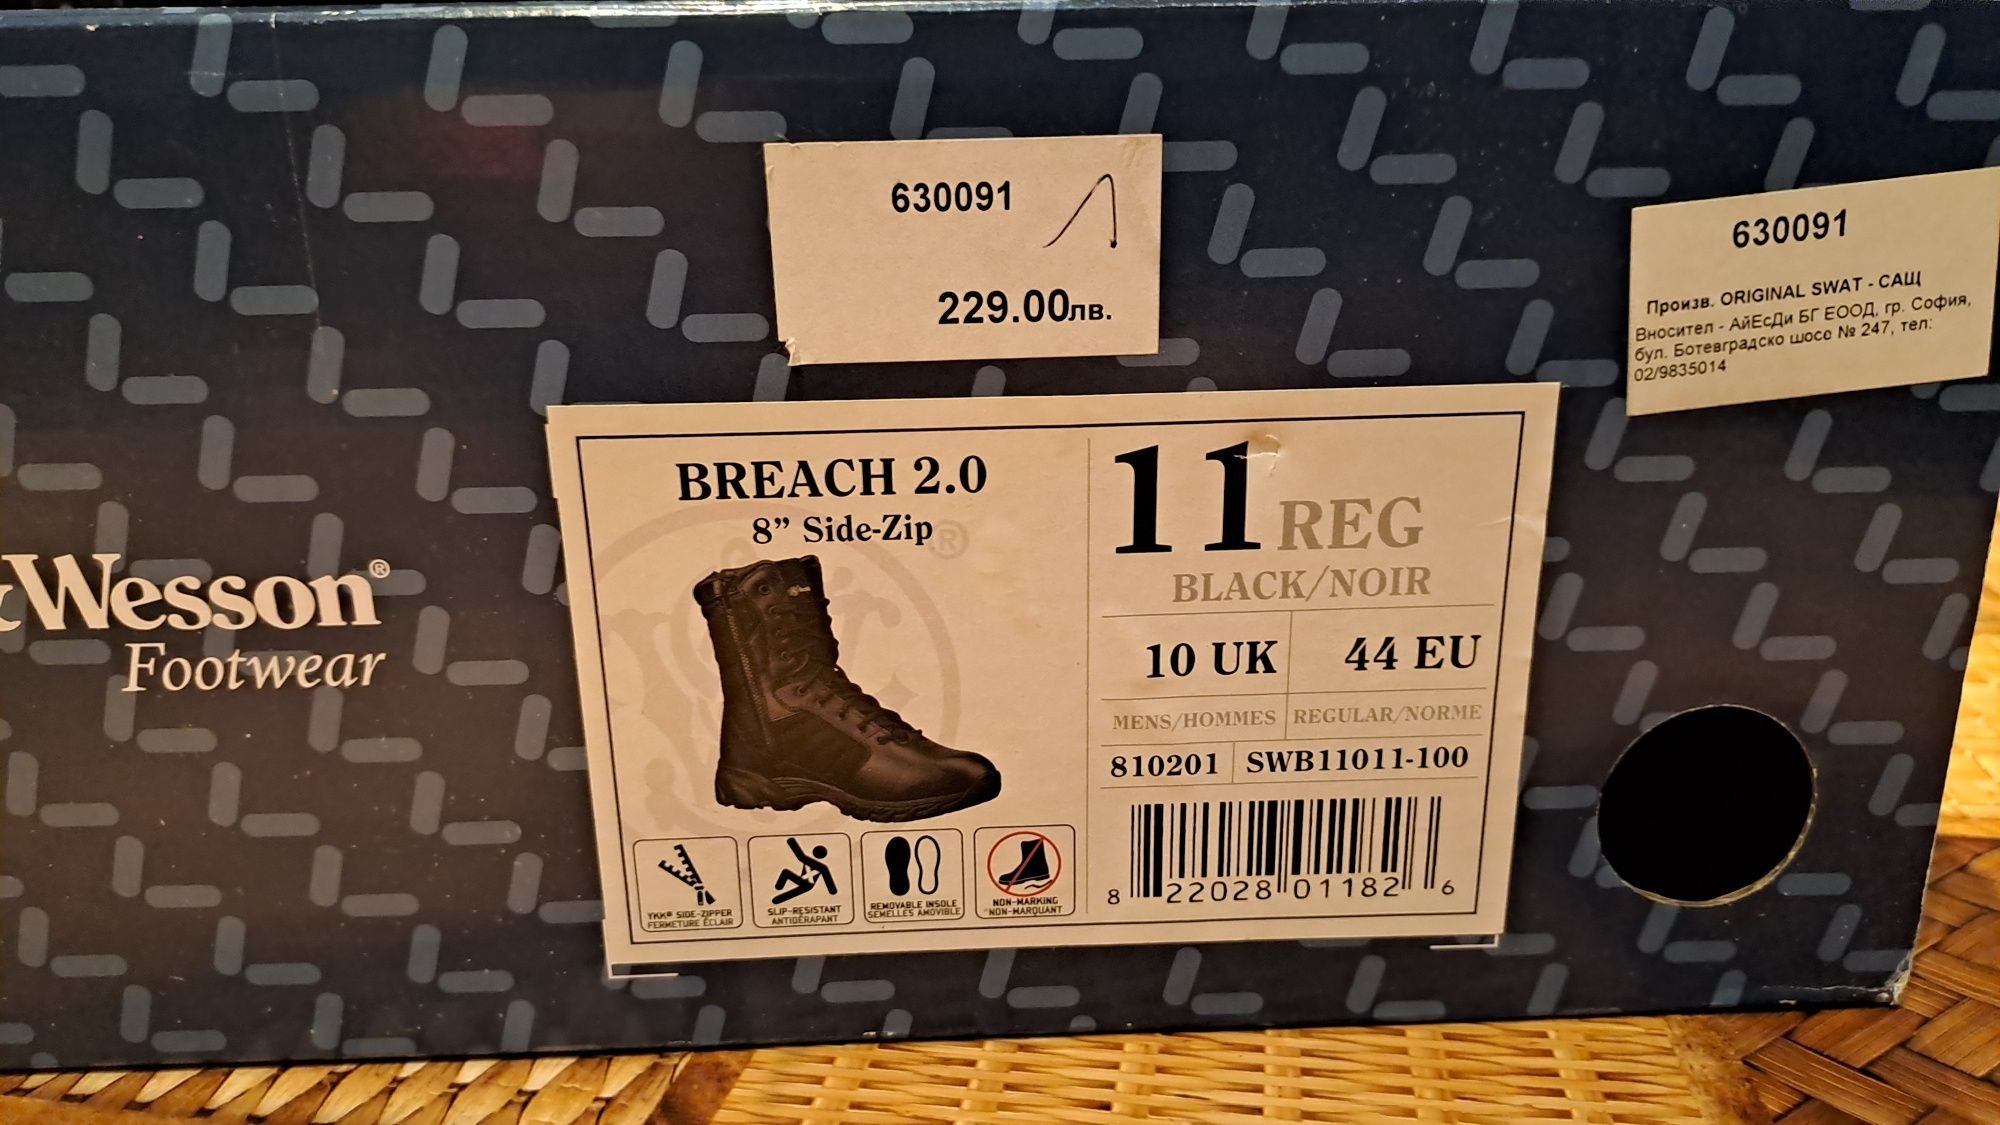 630091
229.00лв.
630091
Произв. ORIGINAL SWAT - САЩ
Вносител - АйЕсДи БГ ЕООД, гр. София,
бул. Ботевградско шосе № 247, тел:
02/9835014
&Wesson®
Footwear
BREACH 2.0
8” Side-Zip
®
11 REG
BLACK/NOIR
10 UK 44 EU
MENS/HOMMES REGULAR/NORME
810201 SWB11011-100
8 22028 01182 6
YKK® SIDE-ZIPPER
FERMETURE ÉCLAIR
SLIP-RESISTANT
ANTIDÉRAPANT
REMOVABLE INSOLE
SEMELLES AMOVIBLE
NON-MARKING
*NON-MARQUANT